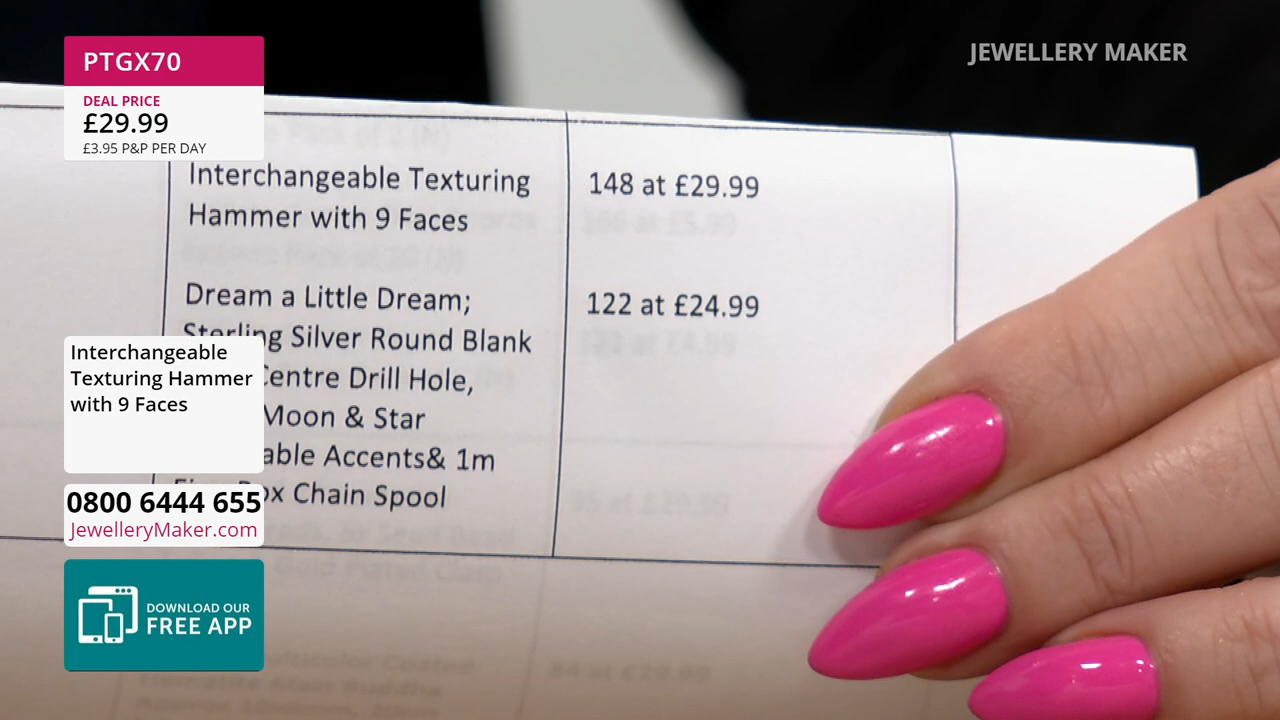 PTGX70
DEAL PRICE
£29.99
£3.95 P&P PER DAY
JEWELLERY MAKER
Interchangeable Texturing
Hammer with 9 Faces
148 at £29.99
Dream a Little Dream;
Sterling Silver Round Blank
Centre Drill Hole,
Moon & Star
able Accents& 1m
Box Chain Spool
122 at £24.99
Interchangeable
Texturing Hammer
with 9 Faces
0800 6444 655
JewelleryMaker.com
DOWNLOAD OUR
FREE APP